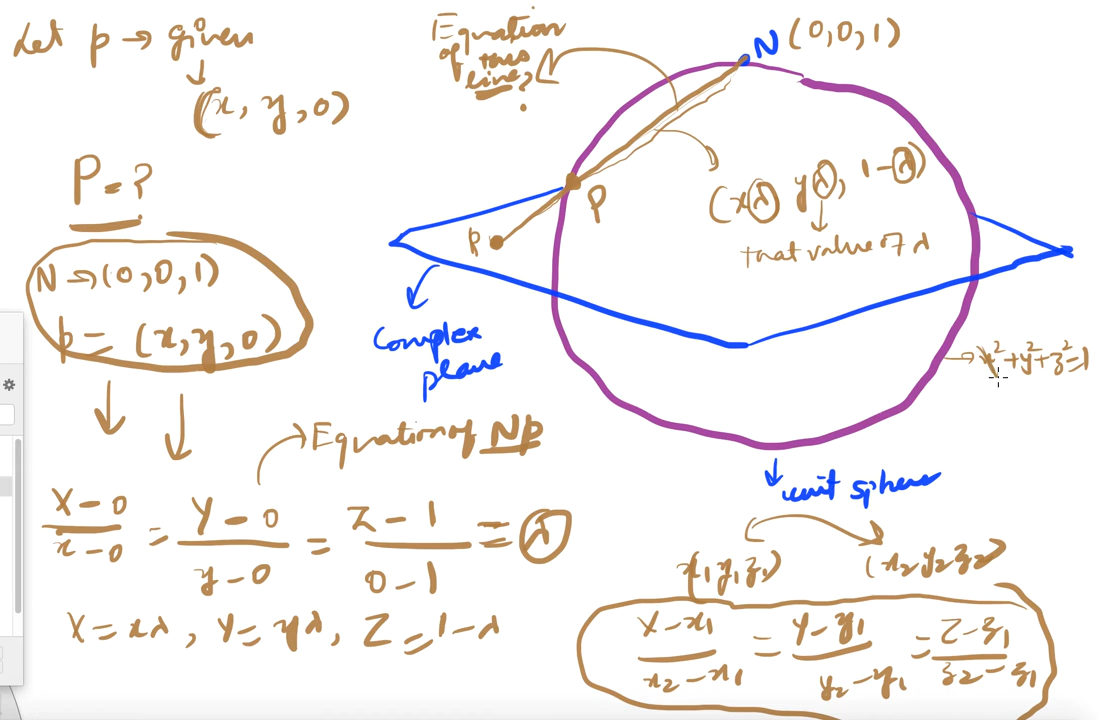 Let p → given
(x, y, 0)
P = ?
N ⇒ (0, 0, 1)
p = (x, y, 0)
Equation
of this
line?
N (0, 0, 1)
P
p
(xλ yλ, 1-λ)
that value of λ
Complex
plane
→ x²+y²+z²=1
unit sphere
→ Equation of Np
X-0/x-0 = Y-0/y-0 = Z-1/0-1 = λ
X = xλ, Y = yλ, Z = 1-λ
(x₁ y₁ z₁) (x₂ y₂ z₂)
X-x₁/x₂-x₁ = Y-y₁/y₂-y₁ = Z-z₁/z₂-z₁